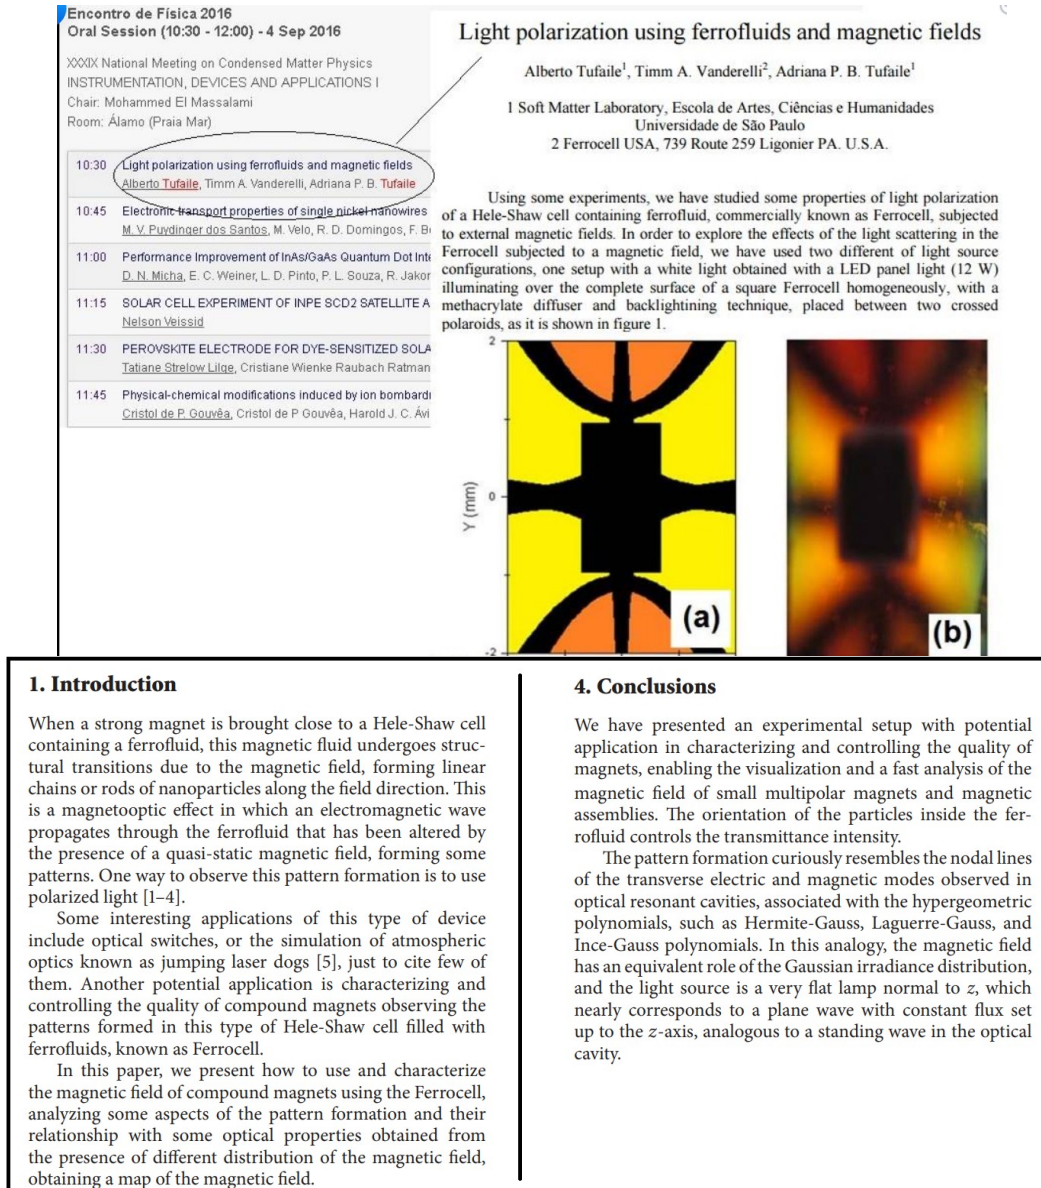 Encontro de Física 2016
Oral Session (10:30 - 12:00) - 4 Sep 2016
XXXIX National Meeting on Condensed Matter Physics
INSTRUMENTATION, DEVICES AND APPLICATIONS I
Chair: Mohammed El Massalami
Room: Álamo (Praia Mar)
10:30 Light polarization using ferrofluids and magnetic fields
Alberto Tufaile, Timm A. Vanderelli, Adriana P. B. Tufaile
10:45 Electronic transport properties of single nickel nanowires
M. V. Puydinger dos Santos, M. Velo, R. D. Domingos, F. B
11:00 Performance Improvement of InAs/GaAs Quantum Dot Inte
D. N. Micha, E. C. Weiner, L. D. Pinto, P. L. Souza, R. Jakor
11:15 SOLAR CELL EXPERIMENT OF INPE SCD2 SATELLITE A
Nelson Veissid
11:30 PEROVSKITE ELECTRODE FOR DYE-SENSITIZED SOLA
Tatiane Strelow Lilge, Cristiane Wienke Raubach Ratman
11:45 Physical-chemical modifications induced by ion bombard
Cristol de P. Gouvêa, Cristol de P Gouvêa, Harold J. C. Ávi
Light polarization using ferrofluids and magnetic fields
Alberto Tufaile1, Timm A. Vanderelli2, Adriana P. B. Tufaile1
1 Soft Matter Laboratory, Escola de Artes, Ciências e Humanidades
Universidade de São Paulo
2 Ferrocell USA, 739 Route 259 Ligonier PA. U.S.A.
Using some experiments, we have studied some properties of light polarization
of a Hele-Shaw cell containing ferrofluid, commercially known as Ferrocell, subjected
to external magnetic fields. In order to explore the effects of the light scattering in the
Ferrocell subjected to a magnetic field, we have used two different of light source
configurations, one setup with a white light obtained with a LED panel light (12 W)
illuminating over the complete surface of a square Ferrocell homogeneously, with a
methacrylate diffuser and backlightining technique, placed between two crossed
polaroids, as it is shown in figure 1.
2
Y (mm)
0
-2
(a)
(b)
1. Introduction
When a strong magnet is brought close to a Hele-Shaw cell
containing a ferrofluid, this magnetic fluid undergoes struc-
tural transitions due to the magnetic field, forming linear
chains or rods of nanoparticles along the field direction. This
is a magnetooptic effect in which an electromagnetic wave
propagates through the ferrofluid that has been altered by
the presence of a quasi-static magnetic field, forming some
patterns. One way to observe this pattern formation is to use
polarized light [1–4].
Some interesting applications of this type of device
include optical switches, or the simulation of atmospheric
optics known as jumping laser dogs [5], just to cite few of
them. Another potential application is characterizing and
controlling the quality of compound magnets observing the
patterns formed in this type of Hele-Shaw cell filled with
ferrofluids, known as Ferrocell.
In this paper, we present how to use and characterize
the magnetic field of compound magnets using the Ferrocell,
analyzing some aspects of the pattern formation and their
relationship with some optical properties obtained from
the presence of different distribution of the magnetic field,
obtaining a map of the magnetic field.
4. Conclusions
We have presented an experimental setup with potential
application in characterizing and controlling the quality of
magnets, enabling the visualization and a fast analysis of the
magnetic field of small multipolar magnets and magnetic
assemblies. The orientation of the particles inside the fer-
rofluid controls the transmittance intensity.
The pattern formation curiously resembles the nodal lines
of the transverse electric and magnetic modes observed in
optical resonant cavities, associated with the hypergeometric
polynomials, such as Hermite-Gauss, Laguerre-Gauss, and
Ince-Gauss polynomials. In this analogy, the magnetic field
has an equivalent role of the Gaussian irradiance distribution,
and the light source is a very flat lamp normal to z, which
nearly corresponds to a plane wave with constant flux set
up to the z-axis, analogous to a standing wave in the optical
cavity.